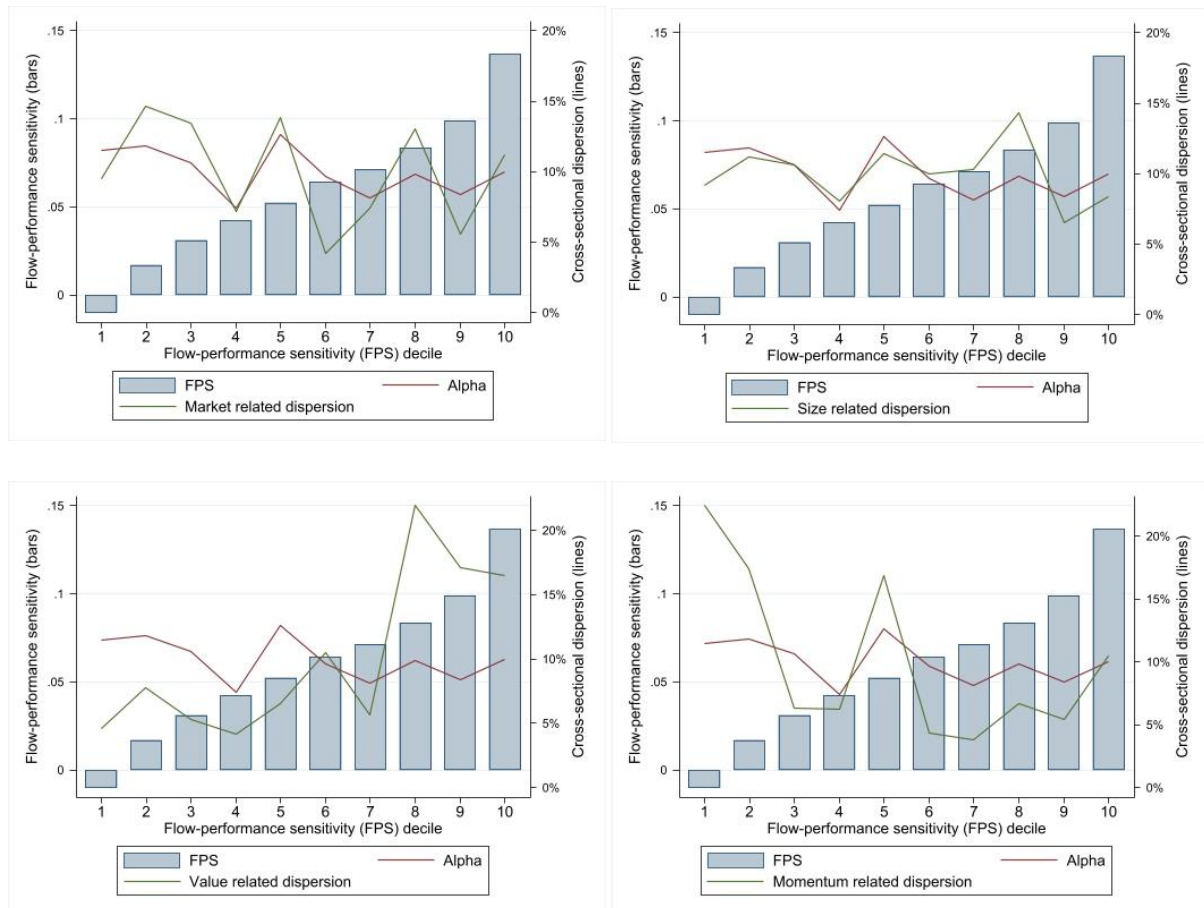 .15
.1
.05
0
Flow-performance sensitivity (bars)
20%
15%
10%
5%
0%
Cross-sectional dispersion (lines)
1 2 3 4 5 6 7 8 9 10
Flow-performance sensitivity (FPS) decile
FPS Alpha
Market related dispersion
.15
.1
.05
0
Flow-performance sensitivity (bars)
20%
15%
10%
5%
0%
Cross-sectional dispersion (lines)
1 2 3 4 5 6 7 8 9 10
Flow-performance sensitivity (FPS) decile
FPS Alpha
Size related dispersion
.15
.1
.05
0
Flow-performance sensitivity (bars)
20%
15%
10%
5%
0%
Cross-sectional dispersion (lines)
1 2 3 4 5 6 7 8 9 10
Flow-performance sensitivity (FPS) decile
FPS Alpha
Value related dispersion
.15
.1
.05
0
Flow-performance sensitivity (bars)
20%
15%
10%
5%
0%
Cross-sectional dispersion (lines)
1 2 3 4 5 6 7 8 9 10
Flow-performance sensitivity (FPS) decile
FPS Alpha
Momentum related dispersion